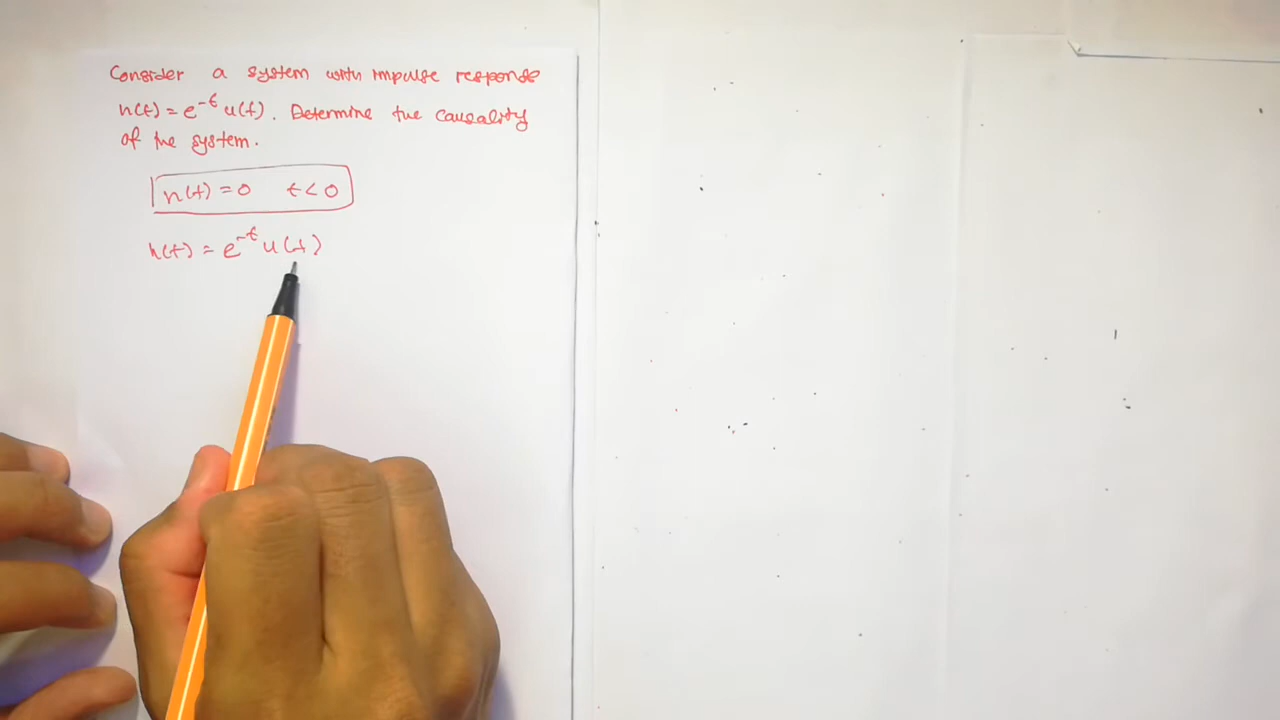 Consider a system with impulse response
h(t) = e^-t u(t). Determine the causality
of the system.
h(t) = 0 t < 0
h(t) = e^-t u(t)